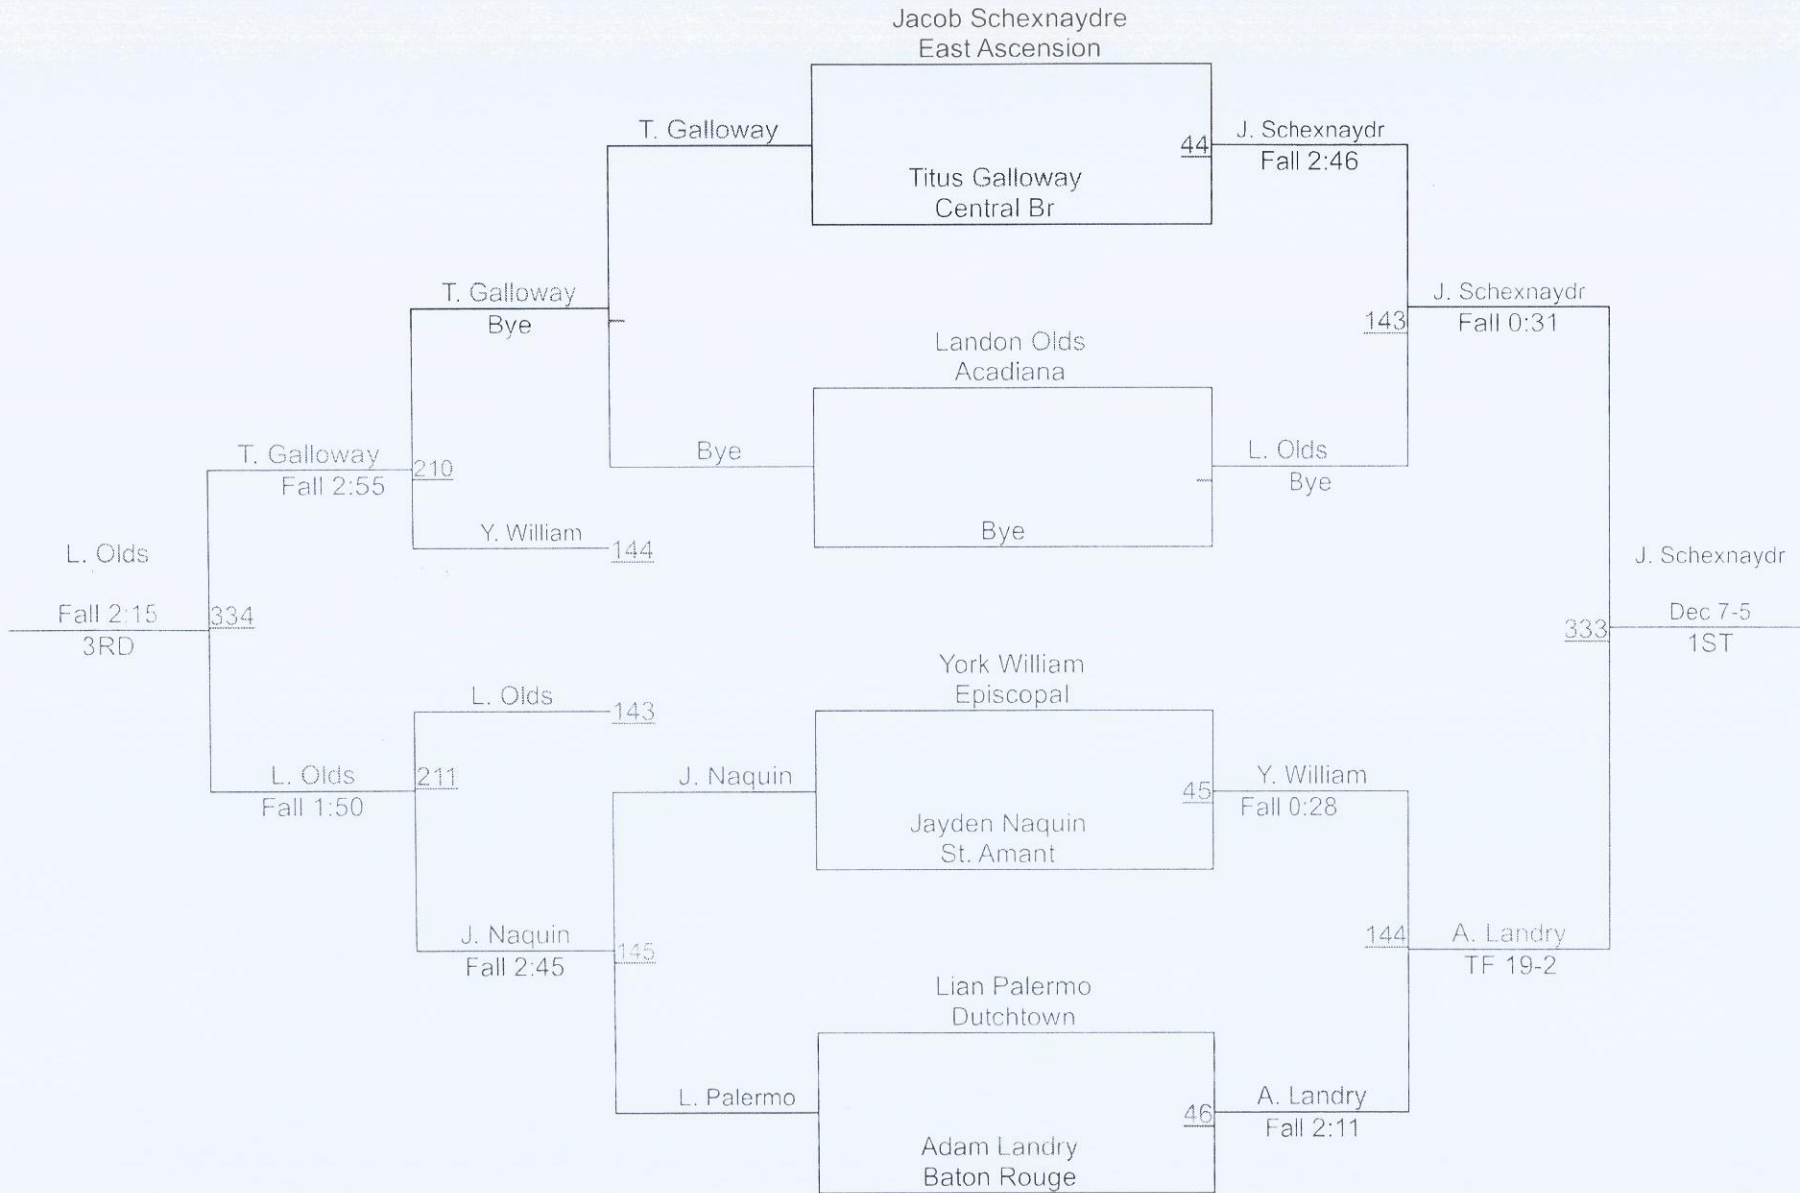 Jacob Schexnaydre
East Ascension
T. Galloway
44
J. Schexnaydr
Fall 2:46
Titus Galloway
Central Br
T. Galloway
Bye
J. Schexnaydr
Fall 0:31
143
Landon Olds
Acadiana
T. Galloway
Fall 2:55
210
Bye
L. Olds
Bye
Y. William
144
Bye
L. Olds
Fall 2:15
3RD
334
J. Schexnaydr
333
Dec 7-5
1ST
York William
Episcopal
L. Olds
143
L. Olds
Fall 1:50
211
J. Naquin
45
Y. William
Fall 0:28
Jayden Naquin
St. Amant
J. Naquin
Fall 2:45
145
144
A. Landry
TF 19-2
Lian Palermo
Dutchtown
L. Palermo
46
A. Landry
Fall 2:11
Adam Landry
Baton Rouge